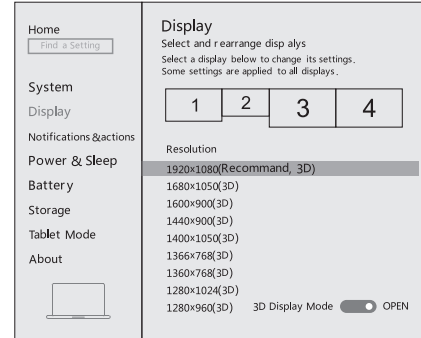 Home
Find a Setting
System
Display
Notifications &actions
Power & Sleep
Battery
Storage
Tablet Mode
About
Display
Select and rearrange disp alys
Select a display below to change its settings.
Some settings are applied to all displays.
1 2 3 4
Resolution
1920×1080(Recommand, 3D)
1680×1050(3D)
1600×900(3D)
1440×900(3D)
1400×1050(3D)
1366×768(3D)
1360×768(3D)
1280×1024(3D)
1280×960(3D) 3D Display Mode OPEN